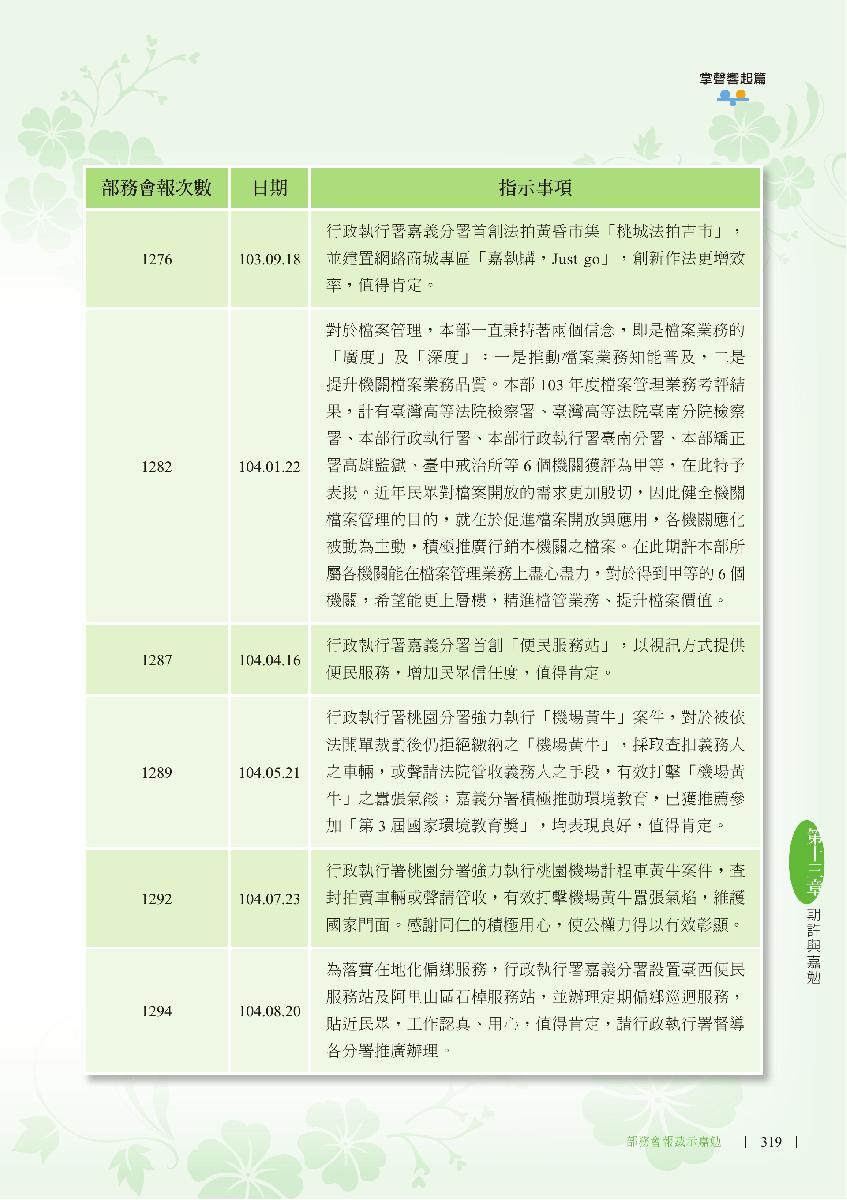 掌聲響起篇
部務會報次數 日期 指示事項
1276 103.09.18
行政執行署嘉義分署首創法拍黃昏市集「桃城法拍吉市」，
並建置網路商城專區「嘉執購，Just go」，創新作法更增效
率，值得肯定。
1282 104.01.22
對於檔案管理，本部一直秉持著兩個信念，即是檔案業務的
「廣度」及「深度」：一是推動檔案業務知能普及，二是
提升機關檔案業務品質。本部 103 年度檔案管理業務考評結
果，計有臺灣高等法院檢察署、臺灣高等法院臺南分院檢察
署、本部行政執行署、本部行政執行署臺南分署、本部矯正
署高雄監獄、臺中戒治所等 6 個機關獲評為甲等，在此特予
表揚。近年民眾對檔案開放的需求更加殷切，因此健全機關
檔案管理的目的，就在於促進檔案開放與應用，各機關應化
被動為主動，積極推廣行銷本機關之檔案。在此期許本部所
屬各機關能在檔案管理業務上盡心盡力，對於得到甲等的 6 個
機關，希望能更上層樓，精進檔管業務、提升檔案價值。
1287 104.04.16
行政執行署嘉義分署首創「便民服務站」，以視訊方式提供
便民服務，增加民眾信任度，值得肯定。
1289 104.05.21
行政執行署桃園分署強力執行「機場黃牛」案件，對於被依
法開單裁罰後仍拒絕繳納之「機場黃牛」，採取查扣義務人
之車輛，或聲請法院管收義務人之手段，有效打擊「機場黃
牛」之囂張氣燄；嘉義分署積極推動環境教育，已獲推薦參
加「第 3 屆國家環境教育獎」，均表現良好，值得肯定。
1292 104.07.23
行政執行署桃園分署強力執行桃園機場計程車黃牛案件，查
封拍賣車輛或聲請管收，有效打擊機場黃牛囂張氣焰，維護
國家門面。感謝同仁的積極用心，使公權力得以有效彰顯。
1294 104.08.20
為落實在地化偏鄉服務，行政執行署嘉義分署設置臺西便民
服務站及阿里山區石棹服務站，並辦理定期偏鄉巡迴服務，
貼近民眾，工作認真、用心，值得肯定，請行政執行署督導
各分署推廣辦理。
第十三章 期許與嘉勉
部務會報裁示嘉勉 | 319 |